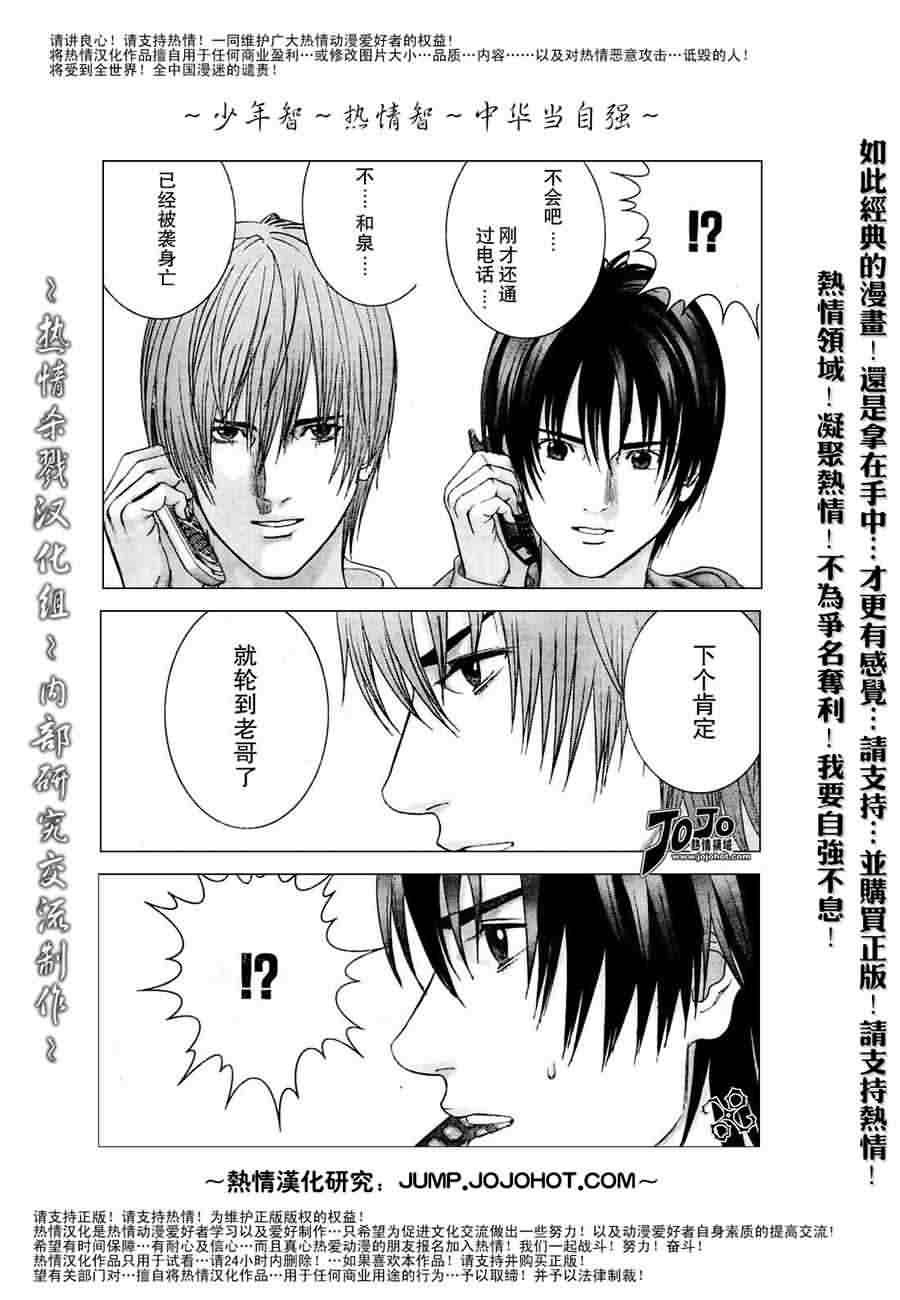 请讲良心！请支持热情！一同维护广大热情动漫爱好者的权益！
将热情汉化作品擅自用于任何商业盈利…或修改图片大小…品质…内容……以及对热情恶意攻击…诋毁的人！
将受到全世界！全中国漫迷的谴责！
～少年智～热情智～中华当自强～
如此經典的漫畫！還是拿在手中…才更有感覺…請支持…並購買正版！請支持熱情！
熱情領域！凝聚熱情！不為爭名奪利！我要自強不息！
～热情杀戮汉化组～内部研究交流制作～
!?
不会吧……
刚才还通
过电话……
不……和泉…
已经被袭身亡
下个肯定
就轮到老哥了
JOJO
熱情領域
www.jojohot.com
!?
～熱情漢化研究：JUMP.JOJOHOT.COM～
请支持正版！请支持热情！为维护正版版权的权益！
热情汉化是热情动漫爱好者学习以及爱好制作…只希望为促进文化交流做出一些努力！以及动漫爱好者自身素质的提高交流！
希望有时间保障…有耐心及信心…而且真心热爱动漫的朋友报名加入热情！我们一起战斗！努力！奋斗！
热情汉化作品只用于试看…请24小时内删除！…如果喜欢本作品！请支持并购买正版！
望有关部门对…擅自将热情汉化作品…用于任何商业用途的行为…予以取缔！并予以法律制裁！